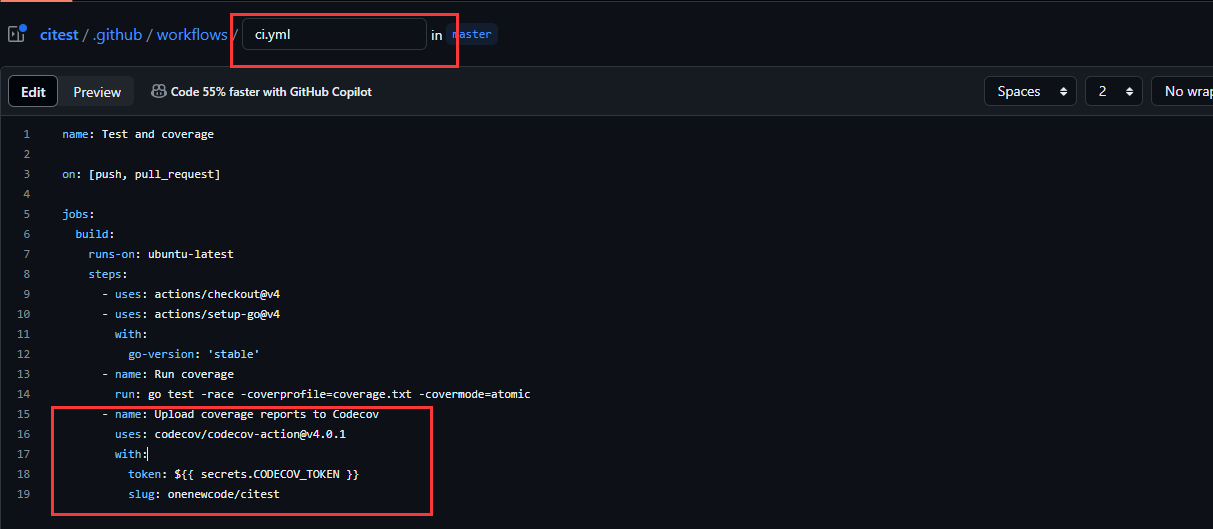 citest / .github / workflows / ci.yml in master
Edit Preview Code 55% faster with GitHub Copilot Spaces 2 No wrap
1 name: Test and coverage
2
3 on: [push, pull_request]
4
5 jobs:
6   build:
7     runs-on: ubuntu-latest
8     steps:
9       - uses: actions/checkout@v4
10       - uses: actions/setup-go@v4
11         with:
12           go-version: 'stable'
13       - name: Run coverage
14         run: go test -race -coverprofile=coverage.txt -covermode=atomic
15       - name: Upload coverage reports to Codecov
16         uses: codecov/codecov-action@v4.0.1
17         with:
18           token: ${{ secrets.CODECOV_TOKEN }}
19           slug: onenewcode/citest